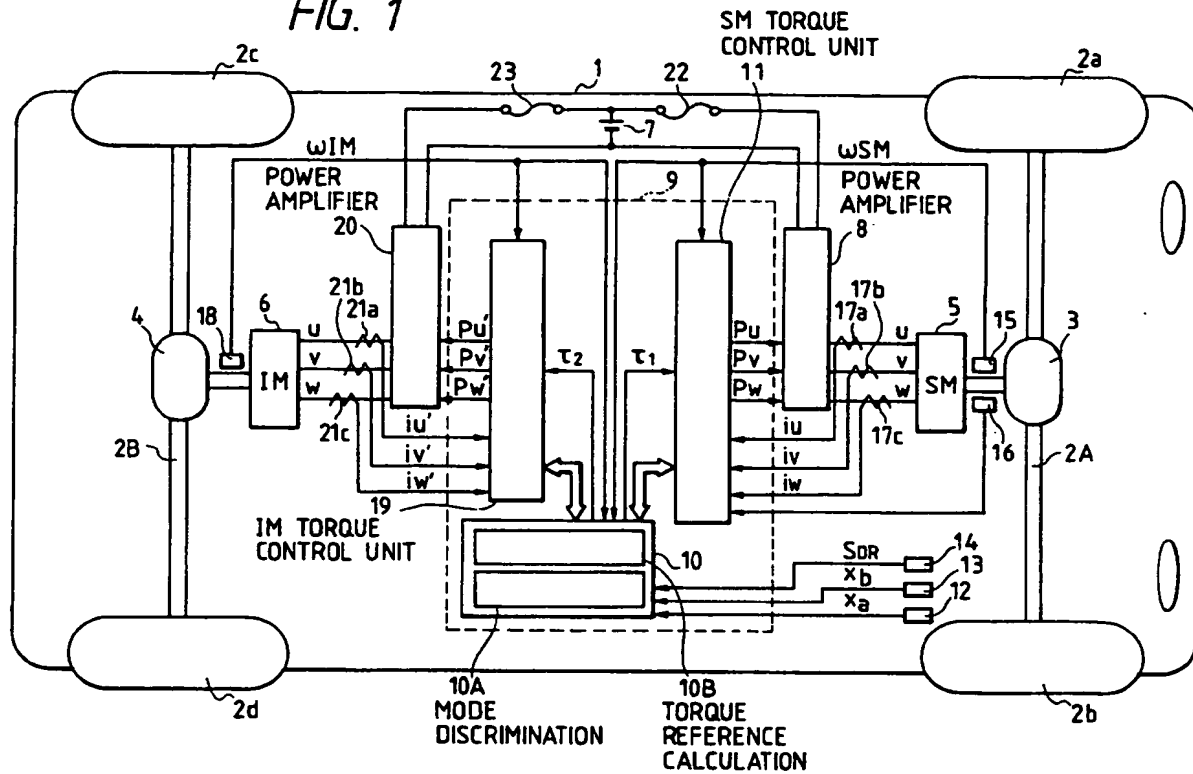 FIG. 1
SM TORQUE
CONTROL UNIT
2c
23
1
22
11
2a
7
ωIM
ωSM
POWER
AMPLIFIER
9
POWER
AMPLIFIER
20
8
4
18
6
21b
21a
17a
17b
5
15
3
u
v
w
IM
Pu'
Pv'
Pw'
τ2
τ1
Pu
Pv
Pw
u
v
w
SM
21c
17c
16
2B
iu'
iv'
iw'
iu
iv
iw
2A
19
IM TORQUE
CONTROL UNIT
10
SDR
14
xb
13
xa
12
2d
10A
MODE
DISCRIMINATION
10B
TORQUE
REFERENCE
CALCULATION
2b